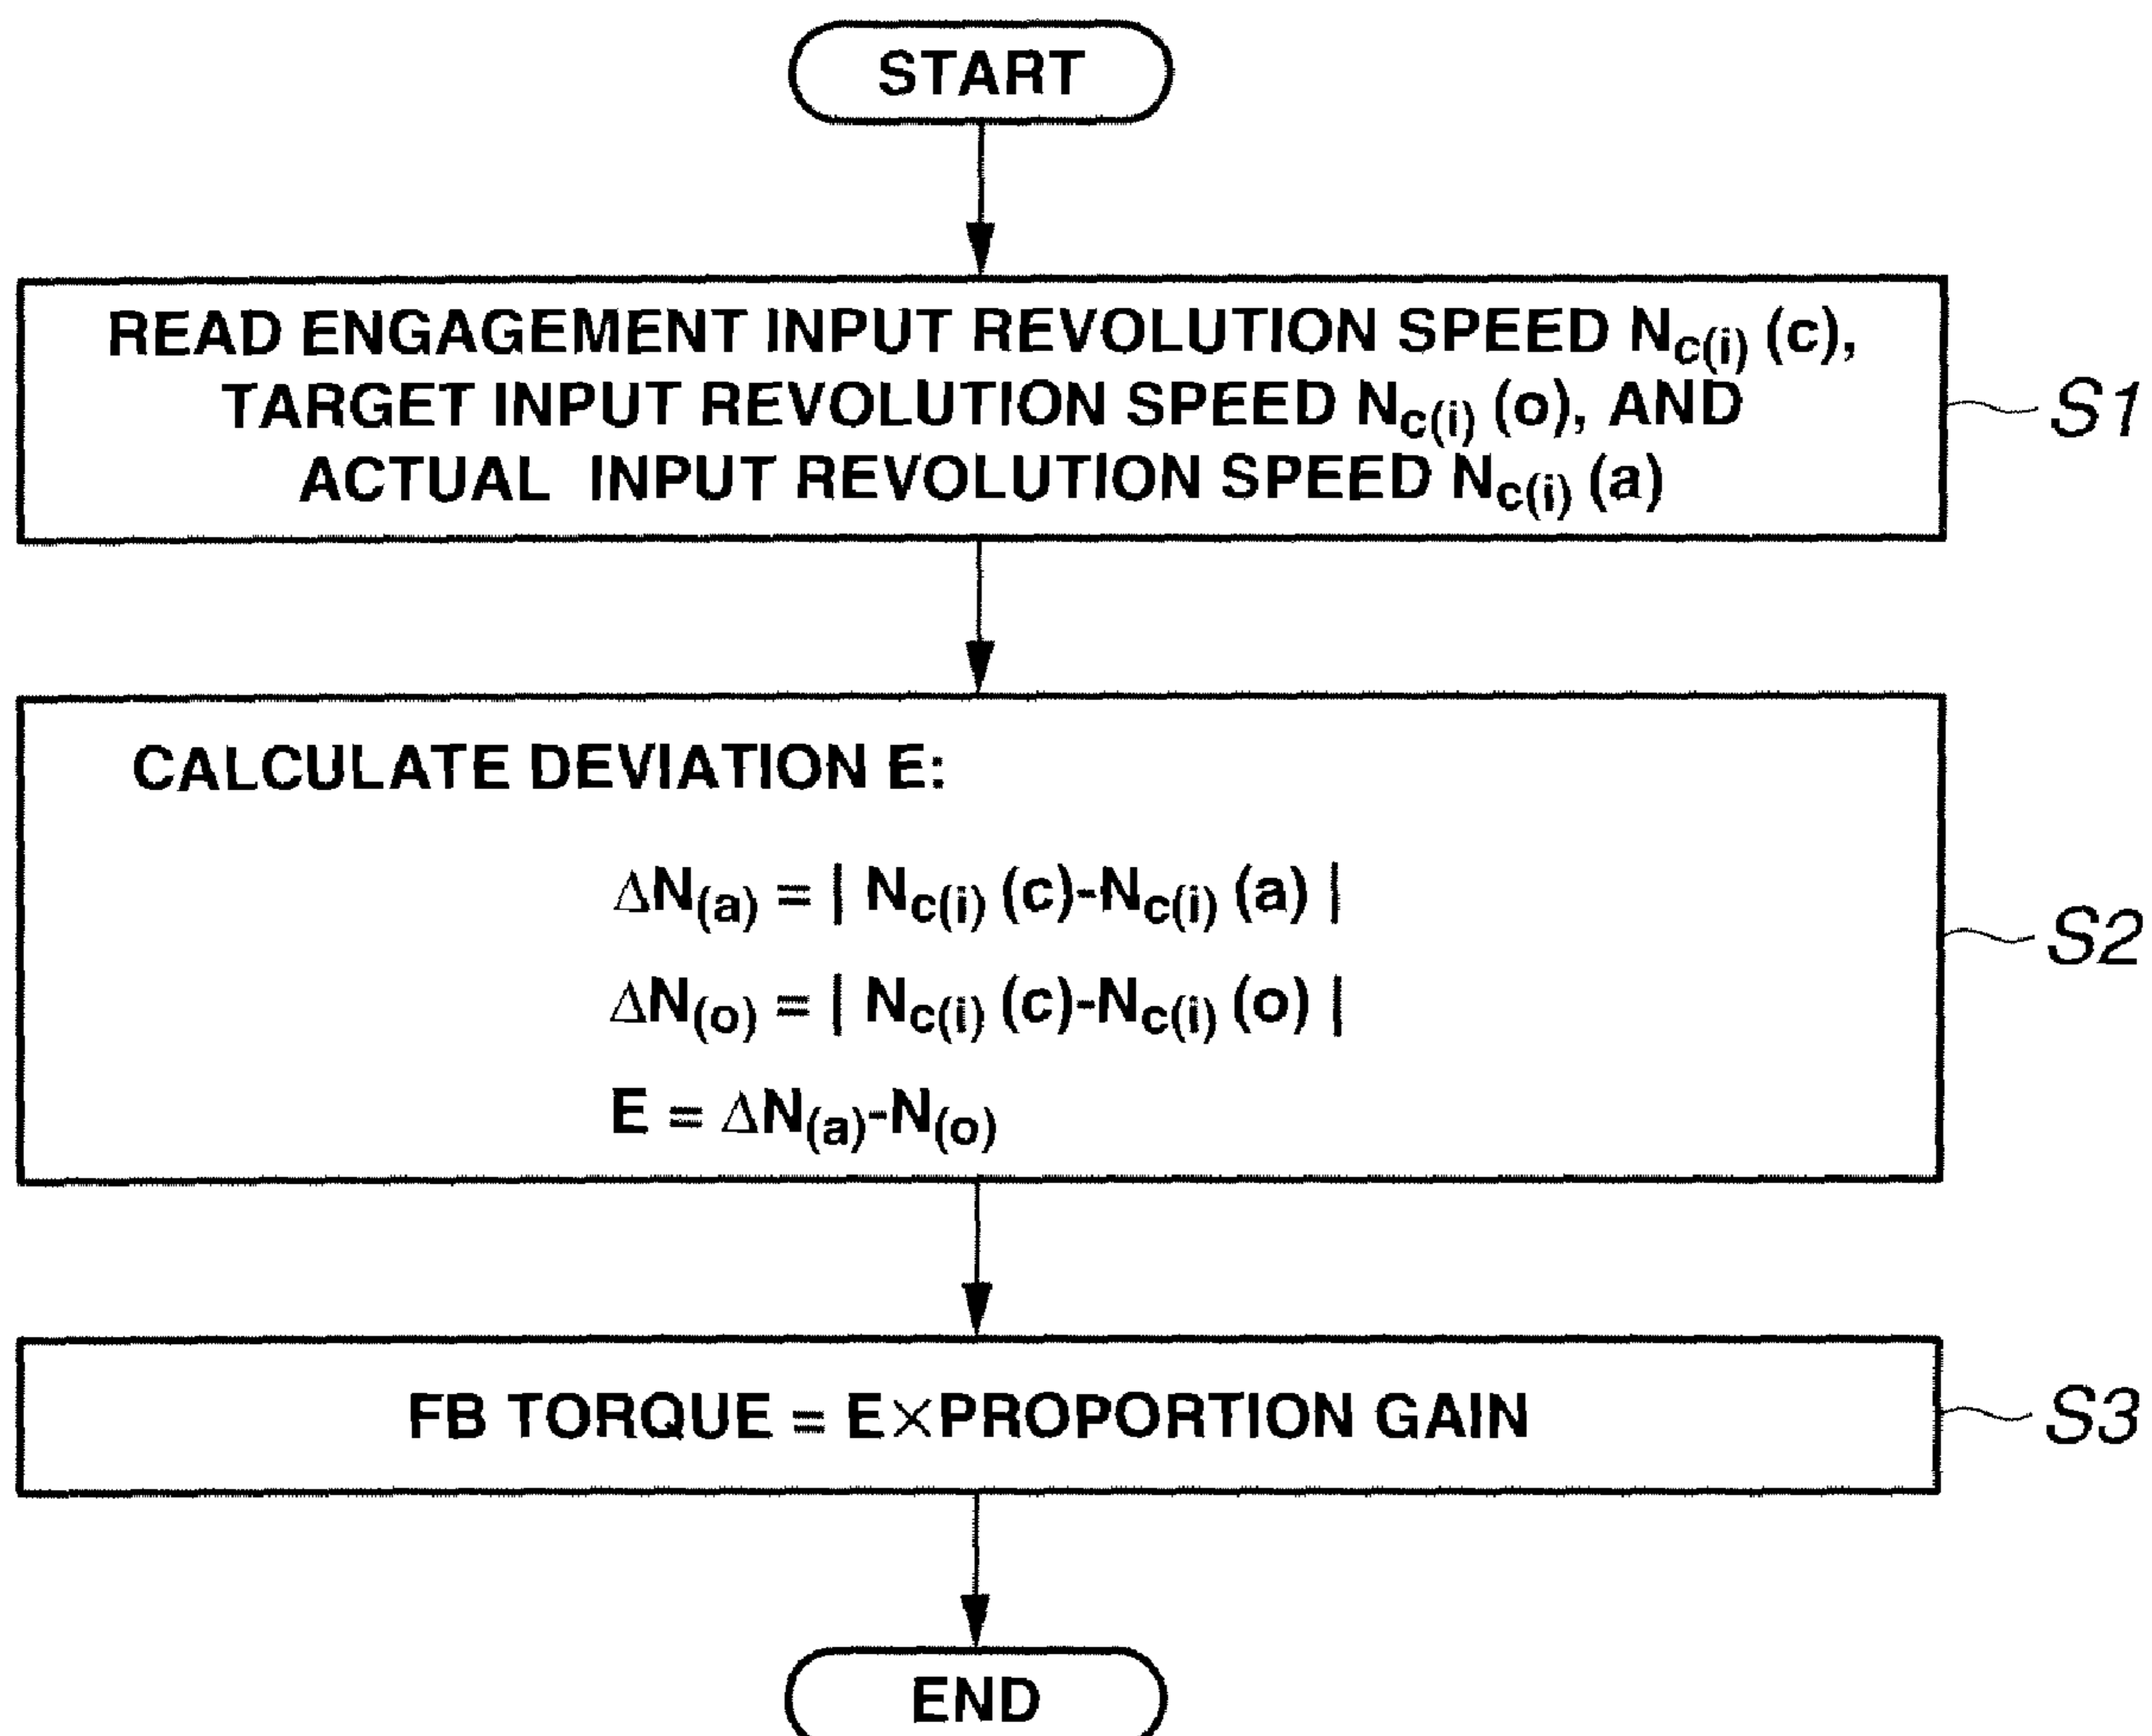 START
READ ENGAGEMENT INPUT REVOLUTION SPEED Nc(i) (c),
TARGET INPUT REVOLUTION SPEED Nc(i) (o), AND
ACTUAL INPUT REVOLUTION SPEED Nc(i) (a)
S1
CALCULATE DEVIATION E:
ΔN(a) = | Nc(i) (c)-Nc(i) (a) |
ΔN(o) = | Nc(i) (c)-Nc(i) (o) |
E = ΔN(a)-N(o)
S2
FB TORQUE = E×PROPORTION GAIN
S3
END